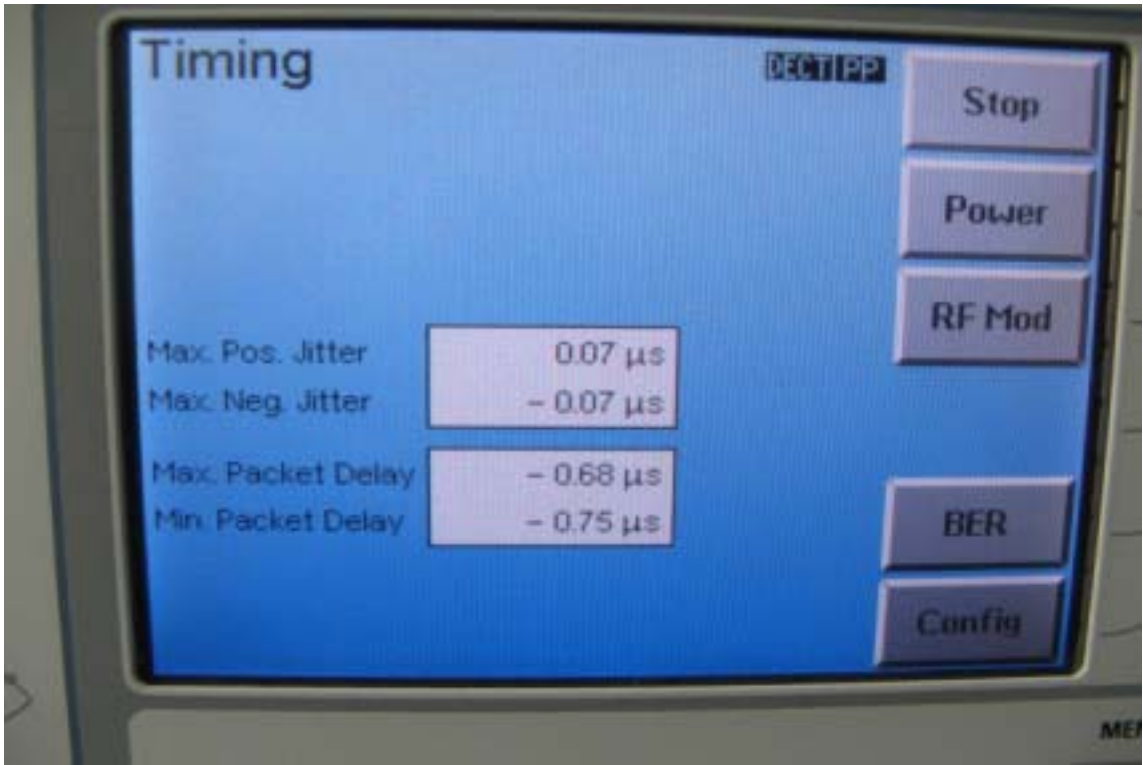 Timing
DECT PP
Stop
Power
RF Mod
Max. Pos. Jitter 0.07 µs
Max. Neg. Jitter – 0.07 µs
Max. Packet Delay – 0.68 µs
Min. Packet Delay – 0.75 µs
BER
Config